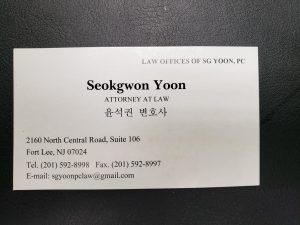 LAW OFFICES OF SG YOON, PC
Seokgwon Yoon
ATTORNEY AT LAW
윤석권 변호사
2160 North Central Road, Suite 106
Fort Lee, NJ 07024
Tel. (201) 592-8998 Fax. (201) 592-8997
E-mail: sgyoonpclaw@gmail.com